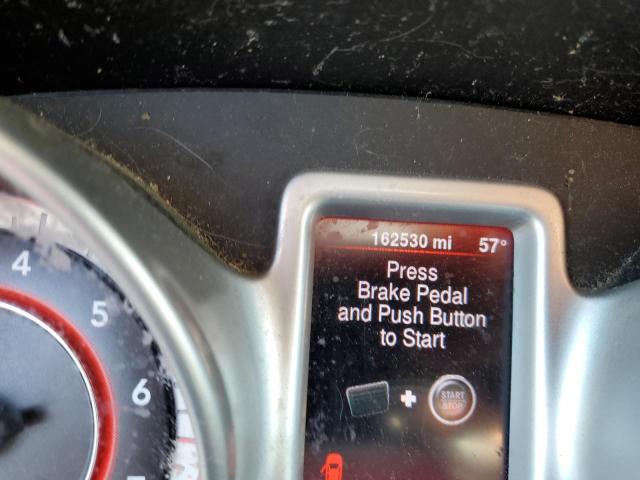 162530 mi 57°
Press
Brake Pedal
and Push Button
to Start
START
STOP
4
5
6